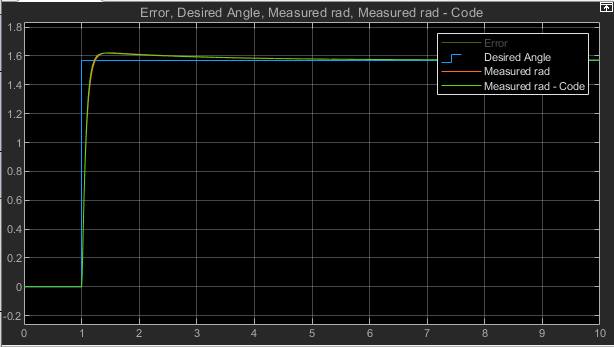 Error, Desired Angle, Measured rad, Measured rad - Code
1.8
1.6
1.4
1.2
1
0.8
0.6
0.4
0.2
0
-0.2
Error
Desired Angle
Measured rad
Measured rad - Code
0 1 2 3 4 5 6 7 8 9 10